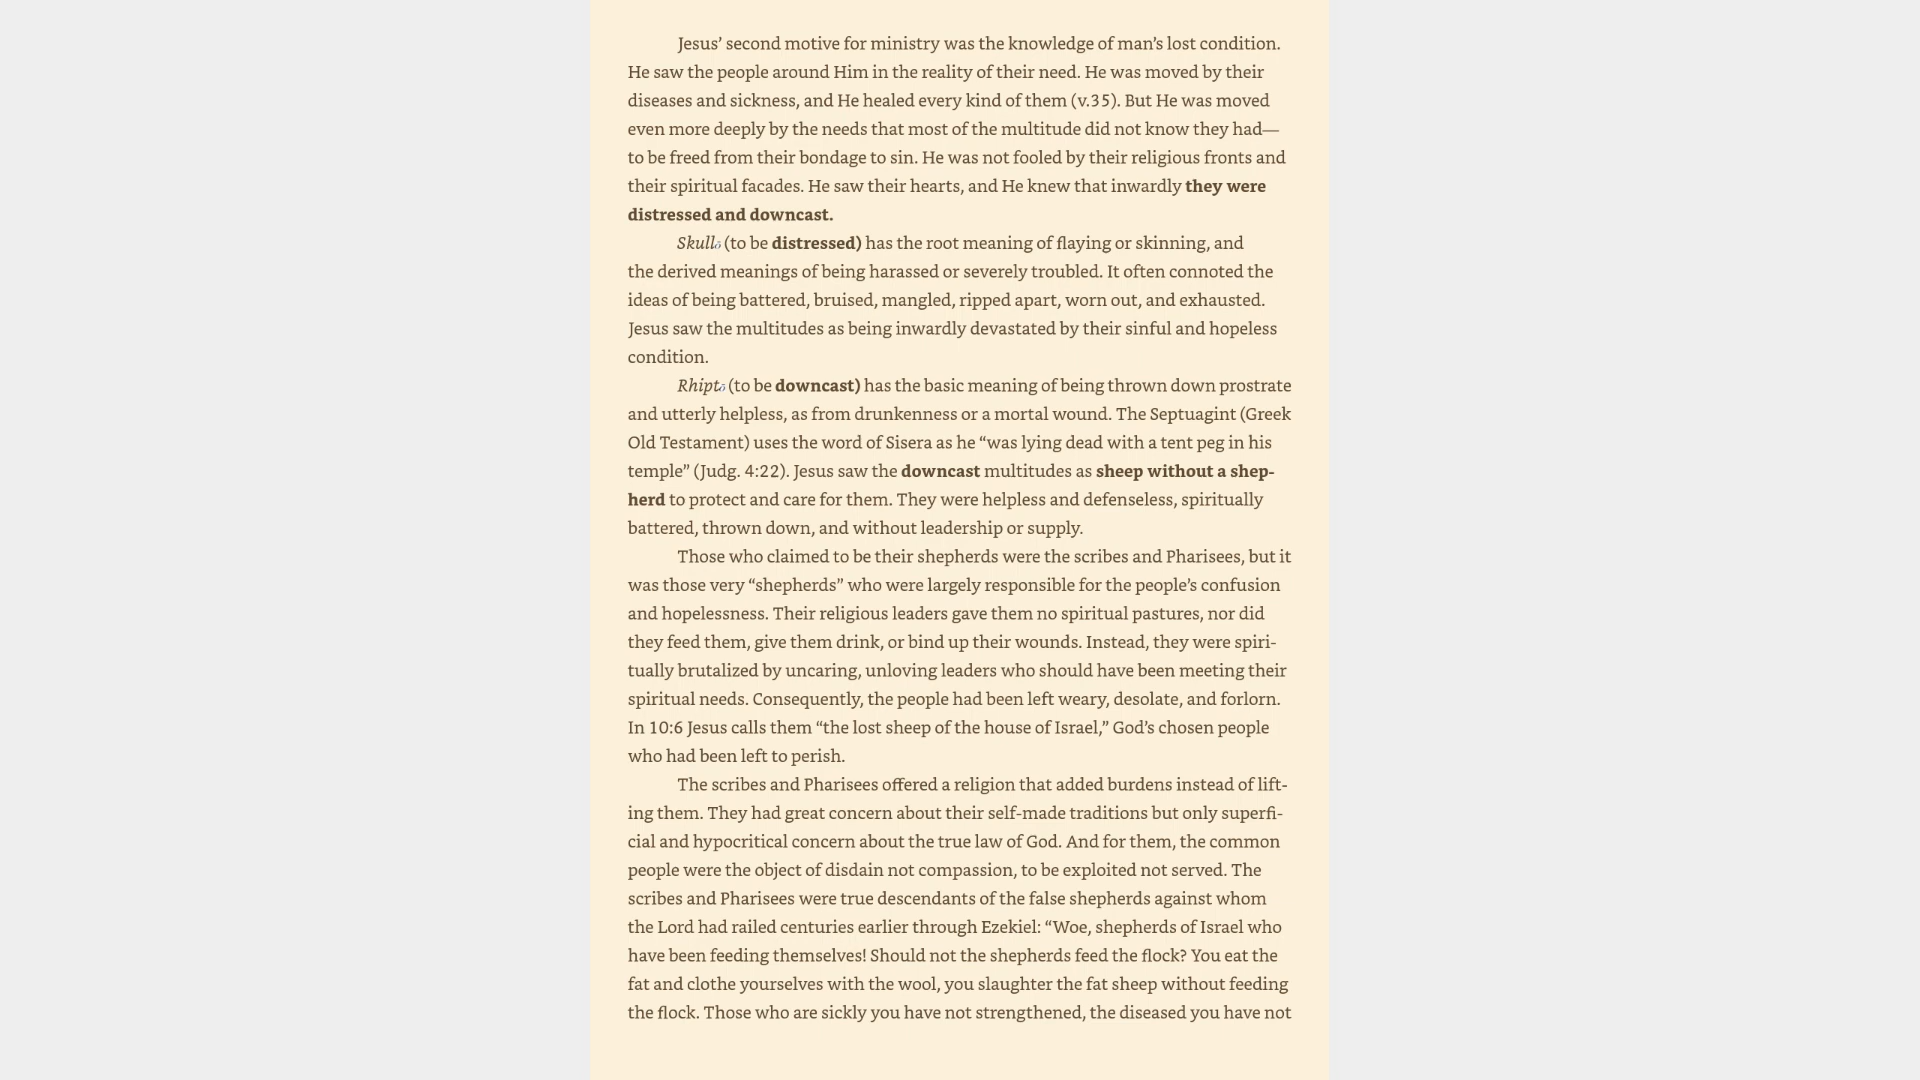 Jesus’ second motive for ministry was the knowledge of man’s lost condition.
He saw the people around Him in the reality of their need. He was moved by their
diseases and sickness, and He healed every kind of them (v.35). But He was moved
even more deeply by the needs that most of the multitude did not know they had—
to be freed from their bondage to sin. He was not fooled by their religious fronts and
their spiritual facades. He saw their hearts, and He knew that inwardly they were
distressed and downcast.
Skullō (to be distressed) has the root meaning of flaying or skinning, and
the derived meanings of being harassed or severely troubled. It often connoted the
ideas of being battered, bruised, mangled, ripped apart, worn out, and exhausted.
Jesus saw the multitudes as being inwardly devastated by their sinful and hopeless
condition.
Rhiptō (to be downcast) has the basic meaning of being thrown down prostrate
and utterly helpless, as from drunkenness or a mortal wound. The Septuagint (Greek
Old Testament) uses the word of Sisera as he “was lying dead with a tent peg in his
temple” (Judg. 4:22). Jesus saw the downcast multitudes as sheep without a shep-
herd to protect and care for them. They were helpless and defenseless, spiritually
battered, thrown down, and without leadership or supply.
Those who claimed to be their shepherds were the scribes and Pharisees, but it
was those very “shepherds” who were largely responsible for the people’s confusion
and hopelessness. Their religious leaders gave them no spiritual pastures, nor did
they feed them, give them drink, or bind up their wounds. Instead, they were spiri-
tually brutalized by uncaring, unloving leaders who should have been meeting their
spiritual needs. Consequently, the people had been left weary, desolate, and forlorn.
In 10:6 Jesus calls them “the lost sheep of the house of Israel,” God’s chosen people
who had been left to perish.
The scribes and Pharisees offered a religion that added burdens instead of lift-
ing them. They had great concern about their self-made traditions but only superfi-
cial and hypocritical concern about the true law of God. And for them, the common
people were the object of disdain not compassion, to be exploited not served. The
scribes and Pharisees were true descendants of the false shepherds against whom
the Lord had railed centuries earlier through Ezekiel: “Woe, shepherds of Israel who
have been feeding themselves! Should not the shepherds feed the flock? You eat the
fat and clothe yourselves with the wool, you slaughter the fat sheep without feeding
the flock. Those who are sickly you have not strengthened, the diseased you have not